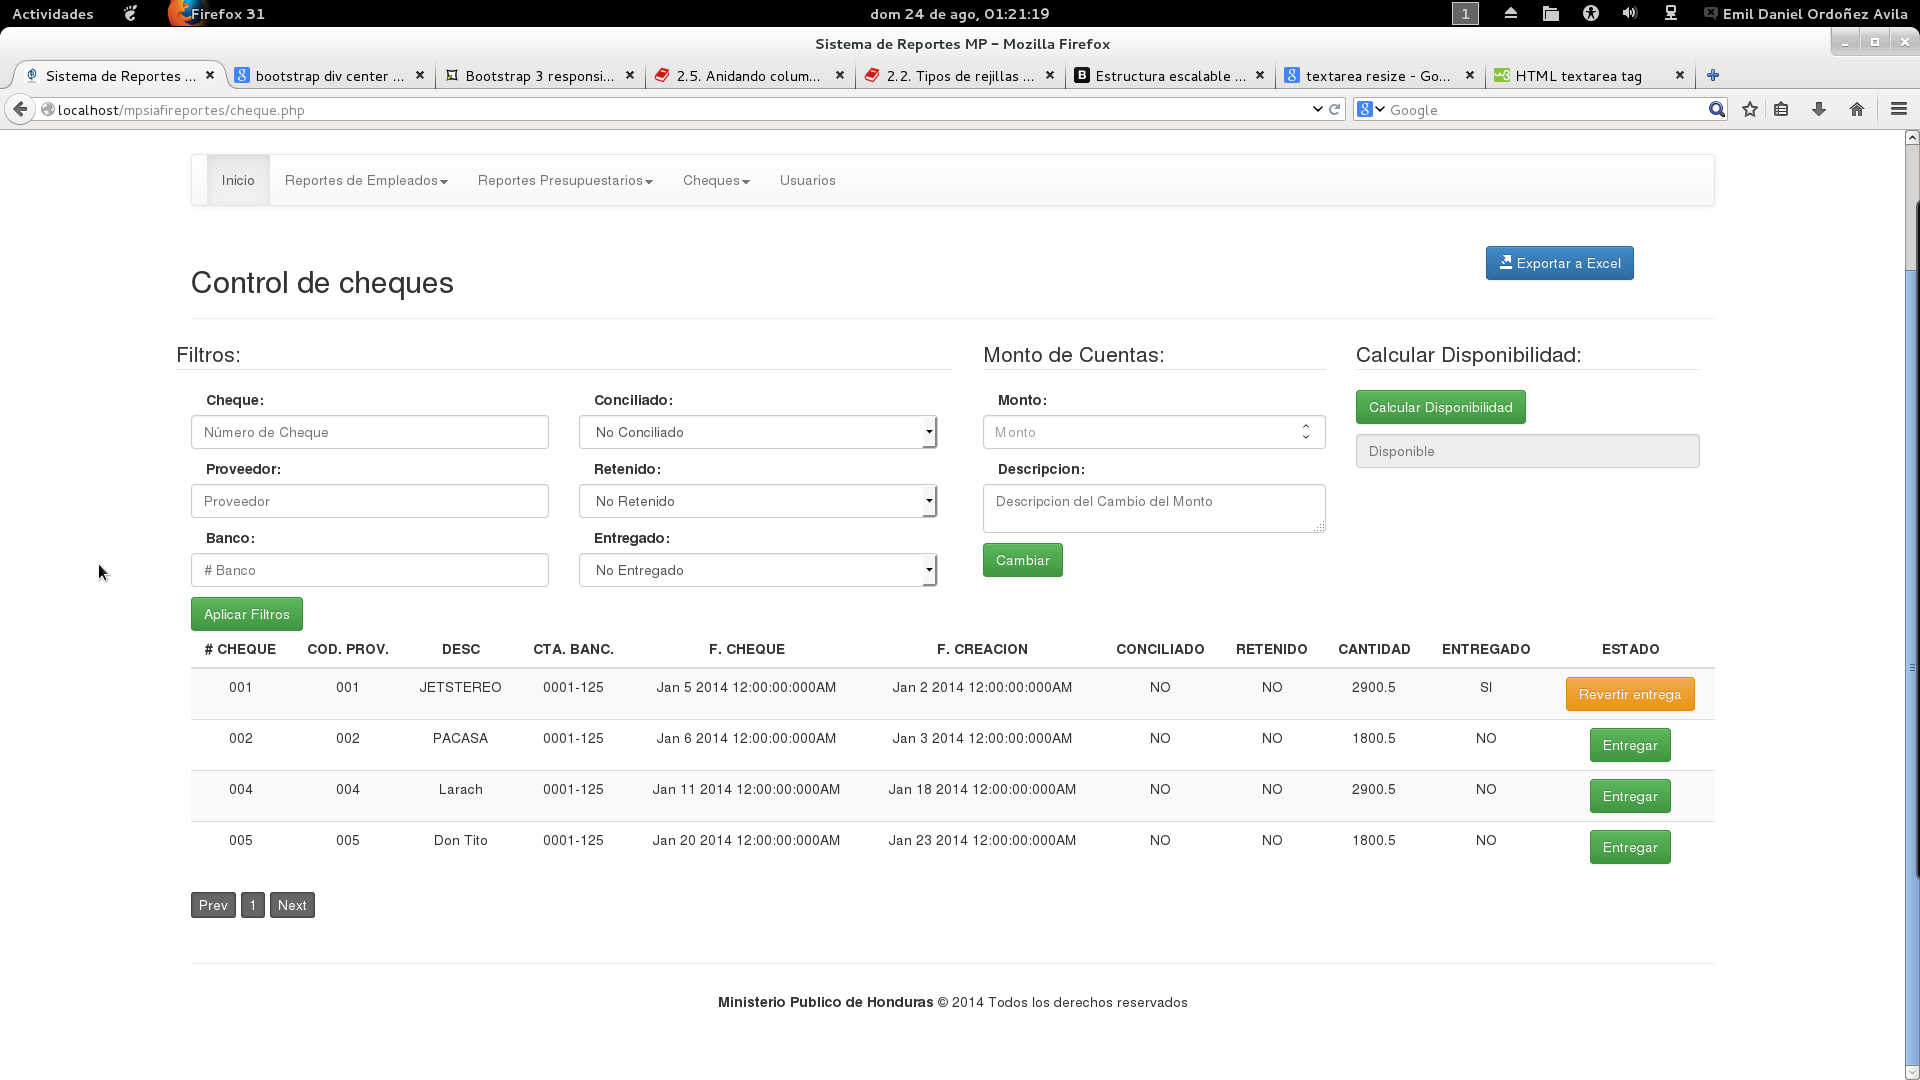 Actividades Firefox 31 dom 24 de ago, 01:21:19 1 Emil Daniel Ordoñez Avila
Sistema de Reportes MP – Mozilla Firefox
Sistema de Reportes ... bootstrap div center ... Bootstrap 3 responsi... 2.5. Anidando colum... 2.2. Tipos de rejillas ... Estructura escalable ... textarea resize - Go... HTML textarea tag
localhost/mpsiafireportes/cheque.php Google
Inicio Reportes de Empleados Reportes Presupuestarios Cheques Usuarios
Exportar a Excel
Control de cheques
Filtros: Monto de Cuentas: Calcular Disponibilidad:
Cheque: Conciliado: Monto: Calcular Disponibilidad
Número de Cheque No Conciliado Monto
Disponible
Proveedor: Retenido: Descripcion:
Proveedor No Retenido Descripcion del Cambio del Monto
Banco: Entregado:
# Banco No Entregado Cambiar
Aplicar Filtros
# CHEQUE COD. PROV. DESC CTA. BANC. F. CHEQUE F. CREACION CONCILIADO RETENIDO CANTIDAD ENTREGADO ESTADO
001 001 JETSTEREO 0001-125 Jan 5 2014 12:00:00:000AM Jan 2 2014 12:00:00:000AM NO NO 2900.5 SI Revertir entrega
002 002 PACASA 0001-125 Jan 6 2014 12:00:00:000AM Jan 3 2014 12:00:00:000AM NO NO 1800.5 NO Entregar
004 004 Larach 0001-125 Jan 11 2014 12:00:00:000AM Jan 18 2014 12:00:00:000AM NO NO 2900.5 NO Entregar
005 005 Don Tito 0001-125 Jan 20 2014 12:00:00:000AM Jan 23 2014 12:00:00:000AM NO NO 1800.5 NO Entregar
Prev 1 Next
Ministerio Publico de Honduras © 2014 Todos los derechos reservados